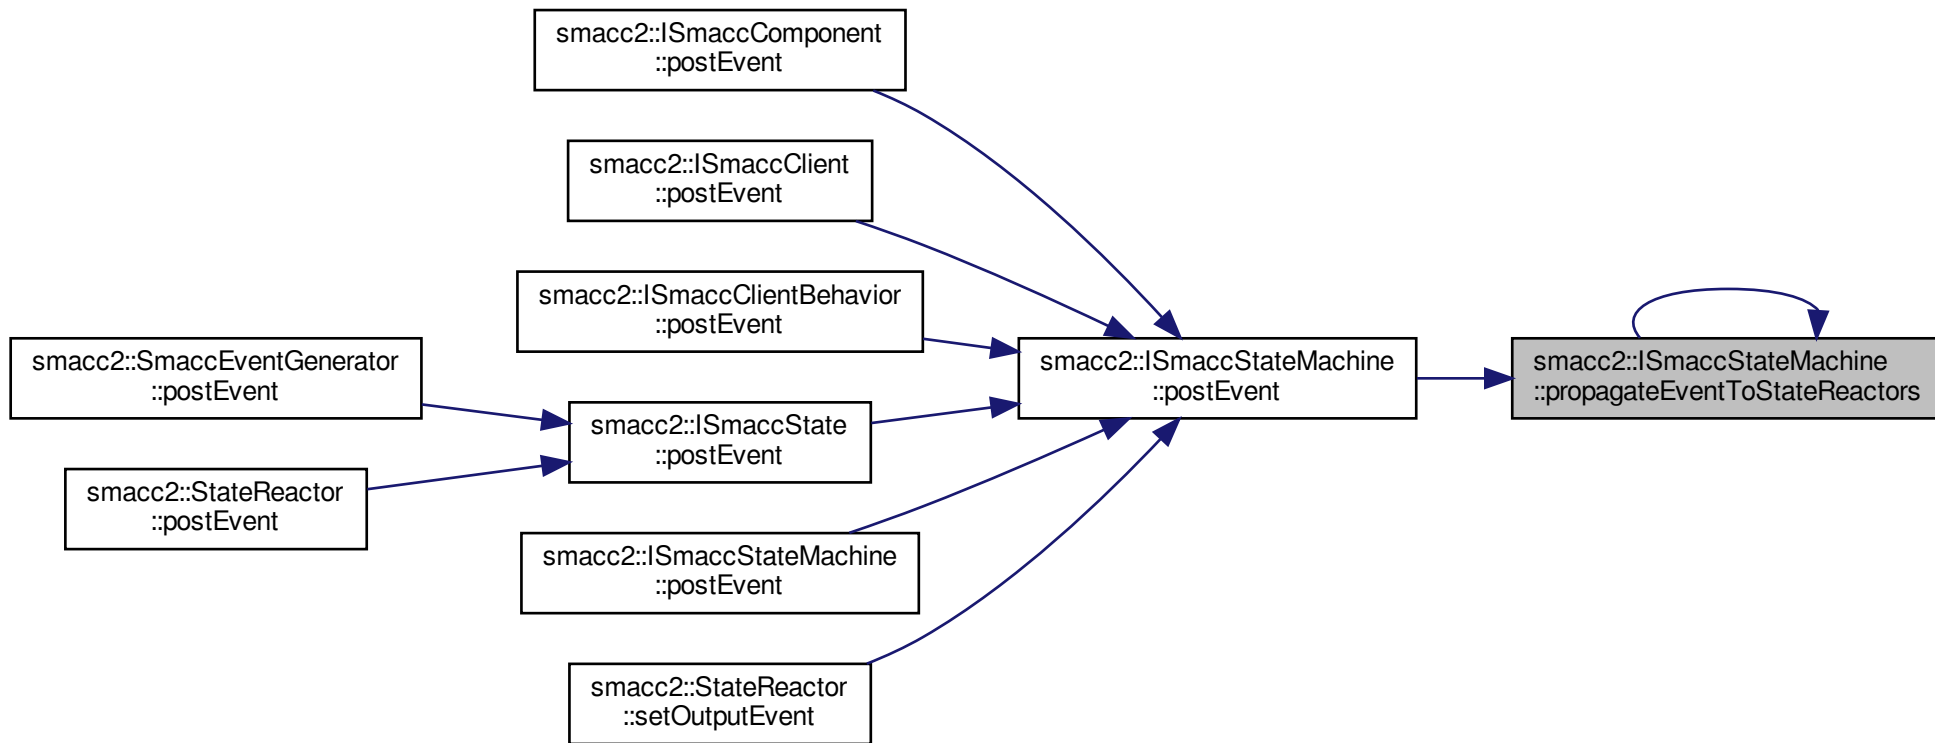 smacc2::ISmaccComponent
::postEvent
smacc2::ISmaccClient
::postEvent
smacc2::ISmaccClientBehavior
::postEvent
smacc2::SmaccEventGenerator
::postEvent
smacc2::ISmaccStateMachine
::postEvent
smacc2::ISmaccStateMachine
::propagateEventToStateReactors
smacc2::ISmaccState
::postEvent
smacc2::StateReactor
::postEvent
smacc2::ISmaccStateMachine
::postEvent
smacc2::StateReactor
::setOutputEvent